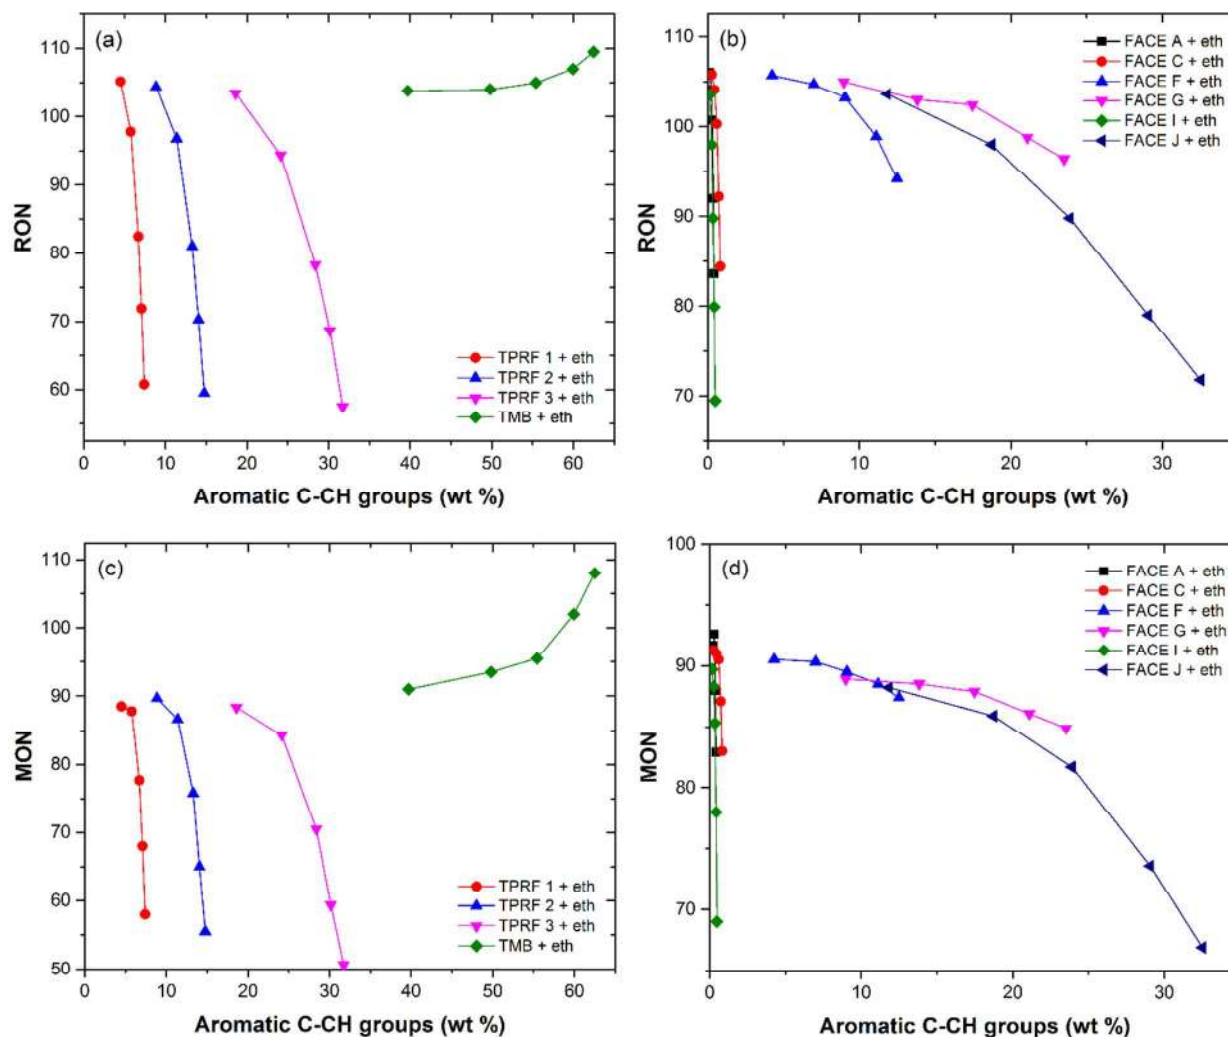 (a)
RON
100
90
80
70
60
0 10 20 30 40 50 60
Aromatic C-CH groups (wt %)
TPRF 1 + eth
TPRF 2 + eth
TPRF 3 + eth
TMB + eth
(b)
RON
110
100
90
80
70
0 10 20 30
Aromatic C-CH groups (wt %)
FACE A + eth
FACE C + eth
FACE F + eth
FACE G + eth
FACE I + eth
FACE J + eth
(c)
MON
110
100
90
80
70
60
50
0 10 20 30 40 50 60
Aromatic C-CH groups (wt %)
TPRF 1 + eth
TPRF 2 + eth
TPRF 3 + eth
TMB + eth
(d)
MON
100
90
80
70
0 10 20 30
Aromatic C-CH groups (wt %)
FACE A + eth
FACE C + eth
FACE F + eth
FACE G + eth
FACE I + eth
FACE J + eth